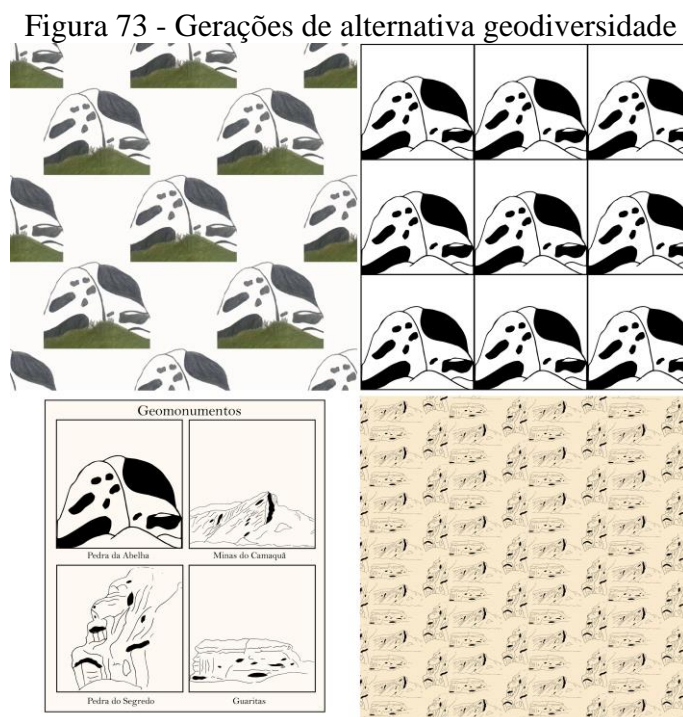 Figura 73 - Gerações de alternativa geodiversidade
Geomonumentos
Pedra da Abelha
Minas do Camaquã
Pedra do Segredo
Guaritas